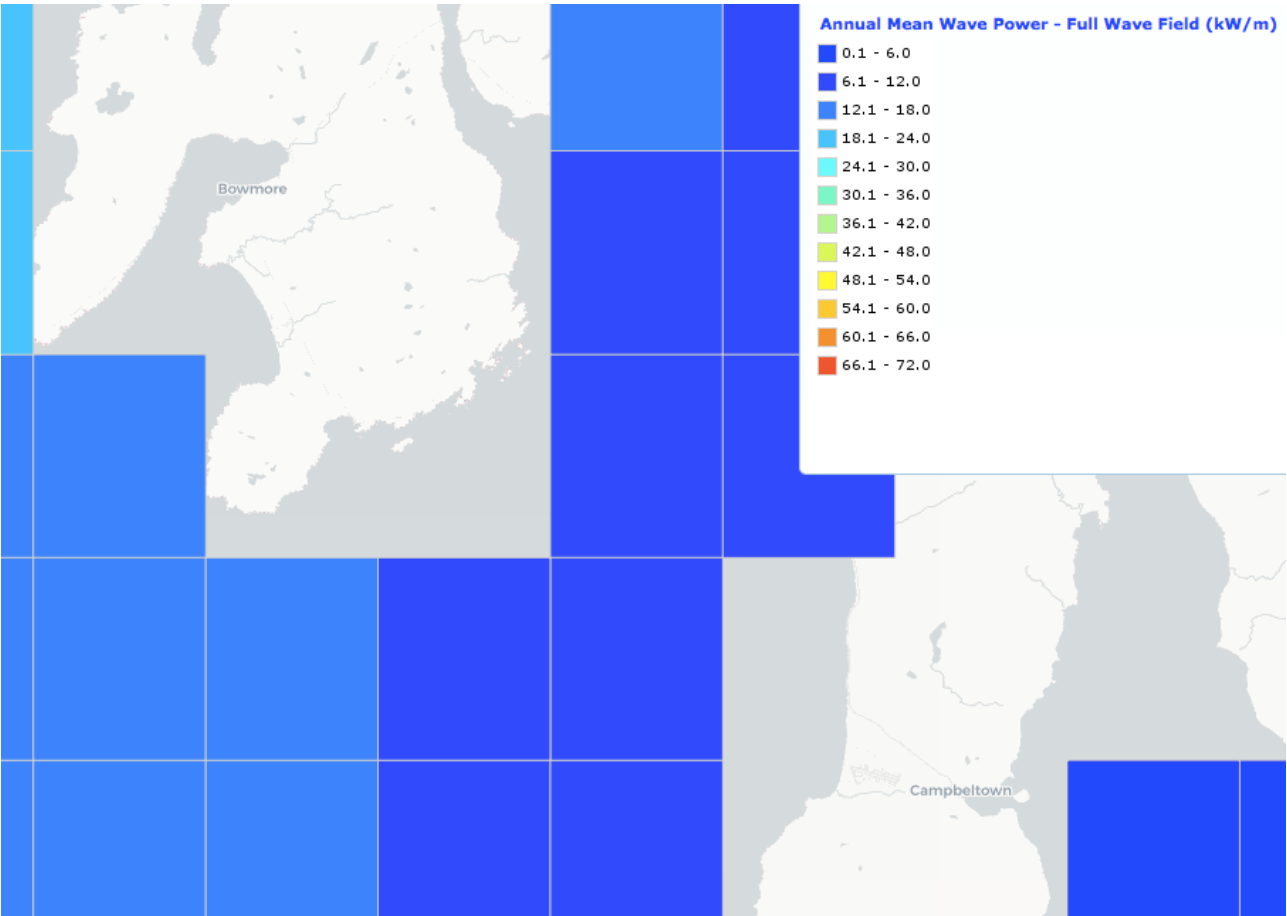 Annual Mean Wave Power - Full Wave Field (kW/m)
0.1 - 6.0
6.1 - 12.0
12.1 - 18.0
18.1 - 24.0
24.1 - 30.0
30.1 - 36.0
36.1 - 42.0
42.1 - 48.0
48.1 - 54.0
54.1 - 60.0
60.1 - 66.0
66.1 - 72.0
Bowmore
Campbeltown